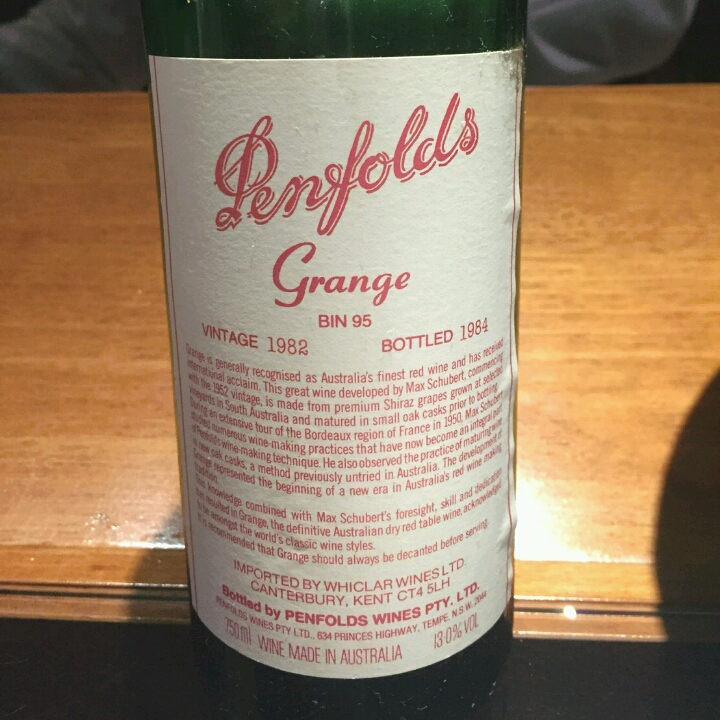 Penfolds
Grange
BIN 95
VINTAGE 1982 BOTTLED 1984
Grange is generally recognised as Australia's finest red wine and has received
international acclaim. This great wine developed by Max Schubert, commencing
with the 1952 vintage, is made from premium Shiraz grapes grown at selected
vineyards in South Australia and matured in small oak casks prior to bottling.
During an extensive tour of the Bordeaux region of France in 1950, Max Schubert
studied numerous wine-making practices that have now become an integral part
of Penfold's wine-making technique. He also observed the practice of maturing wine
in new oak casks, a method previously untried in Australia. The development of
Grange represented the beginning of a new era in Australia's red wine making
tradition.
This knowledge combined with Max Schubert's foresight, skill and dedication
has resulted in Grange, the definitive Australian dry red table wine, acknowledged
to be amongst the world's classic wine styles.
It is recommended that Grange should always be decanted before serving.
IMPORTED BY WHICLAR WINES LTD.
CANTERBURY, KENT CT4 5LH
Bottled by PENFOLDS WINES PTY. LTD.
PENFOLDS WINES PTY LTD., 634 PRINCES HIGHWAY, TEMPE, N.S.W. 2044
750ml WINE MADE IN AUSTRALIA 13·0% VOL